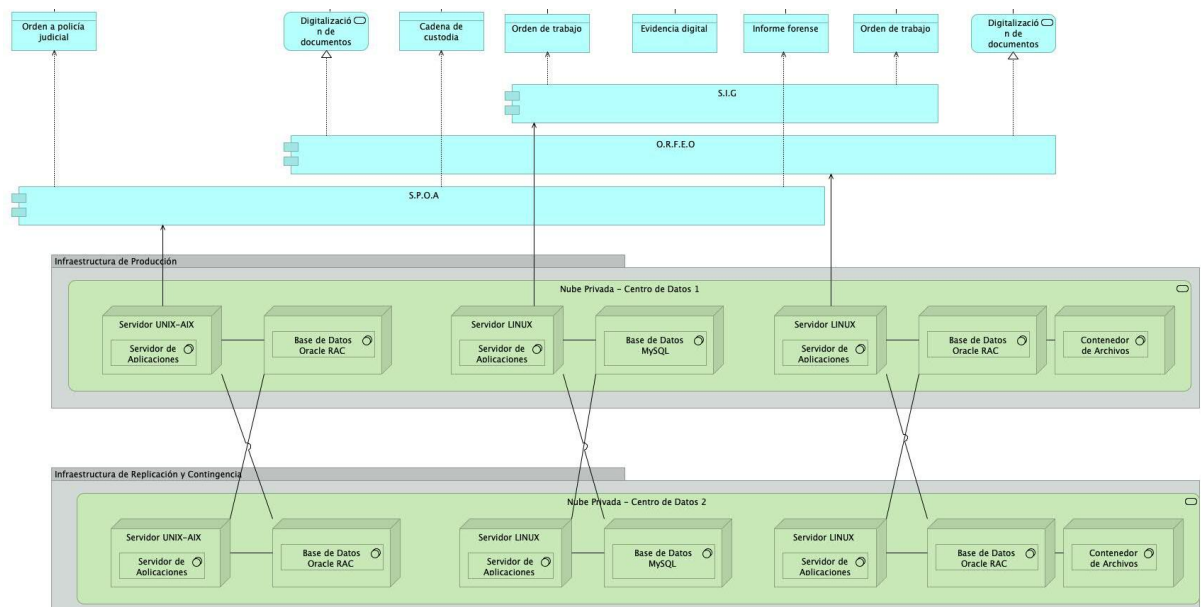 Orden a policía
judicial
Digitalizació
n de
documentos
Cadena de
custodia
Orden de trabajo
Evidencia digital
Informe forense
Orden de trabajo
Digitalizació
n de
documentos
S.I.G
O.R.F.E.O
S.P.O.A
Infraestructura de Producción
Nube Privada - Centro de Datos 1
Servidor UNIX-AIX
Servidor de
Aplicaciones
Base de Datos
Oracle RAC
Servidor LINUX
Servidor de
Aplicaciones
Base de Datos
MySQL
Servidor LINUX
Servidor de
Aplicaciones
Base de Datos
Oracle RAC
Contenedor
de Archivos
Infraestructura de Replicación y Contingencia
Nube Privada - Centro de Datos 2
Servidor UNIX-AIX
Servidor de
Aplicaciones
Base de Datos
Oracle RAC
Servidor LINUX
Servidor de
Aplicaciones
Base de Datos
MySQL
Servidor LINUX
Servidor de
Aplicaciones
Base de Datos
Oracle RAC
Contenedor
de Archivos